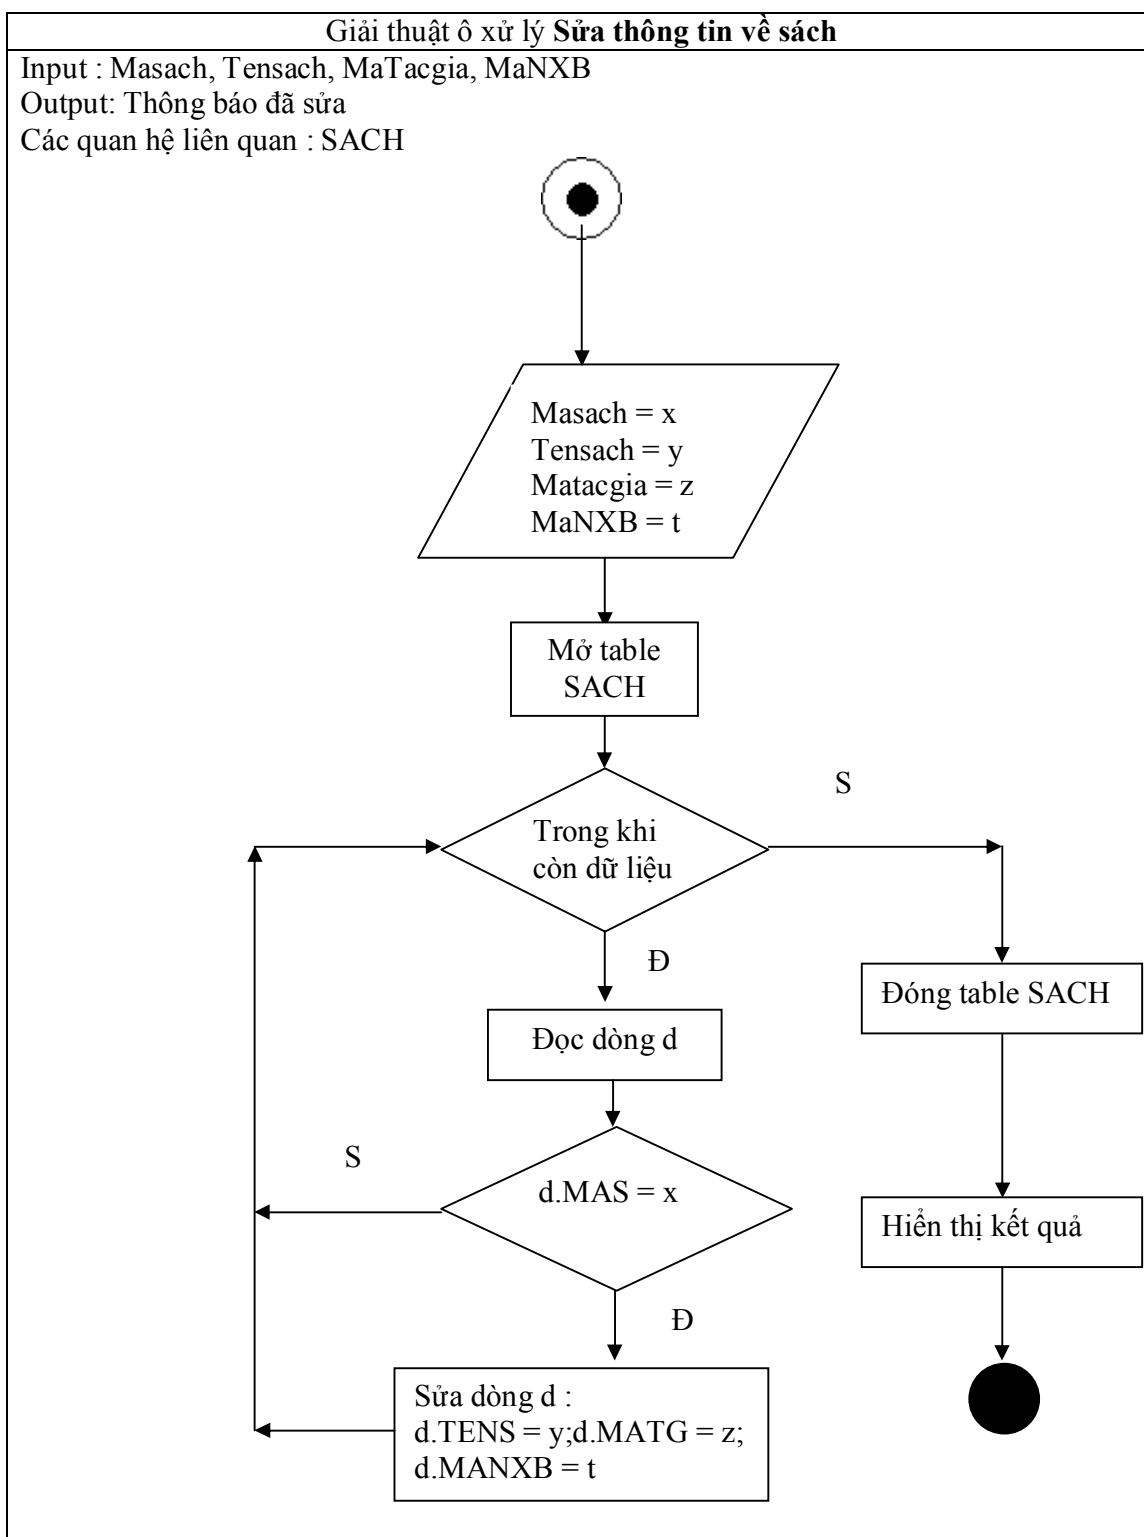 Giải thuật ô xử lý Sửa thông tin về sách
Input : Masach, Tensach, MaTacgia, MaNXB
Output: Thông báo đã sửa
Các quan hệ liên quan : SACH
Masach = x
Tensach = y
Matacgia = z
MaNXB = t
Mở table
SACH
S
Trong khi
còn dữ liệu
Đ
Đóng table SACH
Đọc dòng d
S
d.MAS = x
Hiển thị kết quả
Đ
Sửa dòng d :
d.TENS = y;d.MATG = z;
d.MANXB = t